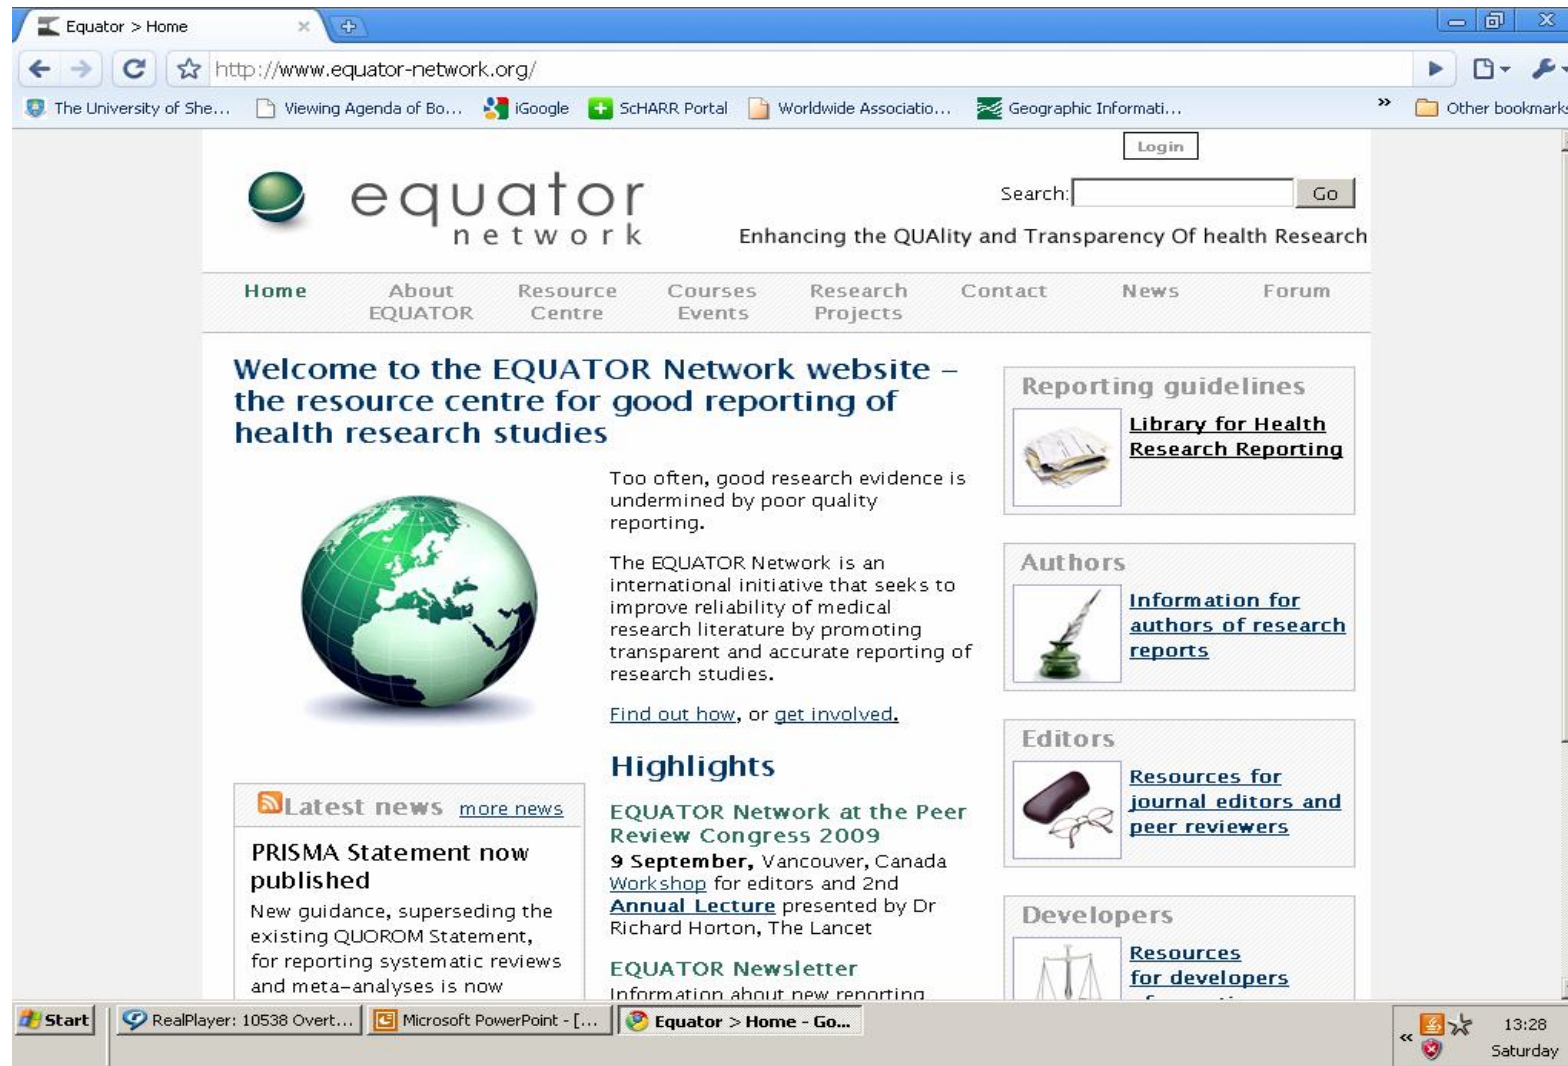 Equator > Home
http://www.equator-network.org/
The University of She... Viewing Agenda of Bo... iGoogle ScHARR Portal Worldwide Associatio... Geographic Informati... » Other bookmarks
Login
equator
network
Search: Go
Enhancing the QUAlity and Transparency Of health Research
Home About EQUATOR Resource Centre Courses Events Research Projects Contact News Forum
Welcome to the EQUATOR Network website –
the resource centre for good reporting of
health research studies
Too often, good research evidence is
undermined by poor quality
reporting.
The EQUATOR Network is an
international initiative that seeks to
improve reliability of medical
research literature by promoting
transparent and accurate reporting of
research studies.
Find out how, or get involved.
Latest news more news
PRISMA Statement now
published
New guidance, superseding the
existing QUOROM Statement,
for reporting systematic reviews
and meta-analyses is now
Highlights
EQUATOR Network at the Peer
Review Congress 2009
9 September, Vancouver, Canada
Workshop for editors and 2nd
Annual Lecture presented by Dr
Richard Horton, The Lancet
EQUATOR Newsletter
Information about new reporting
Reporting guidelines
Library for Health
Research Reporting
Authors
Information for
authors of research
reports
Editors
Resources for
journal editors and
peer reviewers
Developers
Resources
for developers
Start RealPlayer: 10538 Overt... Microsoft PowerPoint - [... Equator > Home - Go... « 13:28
Saturday